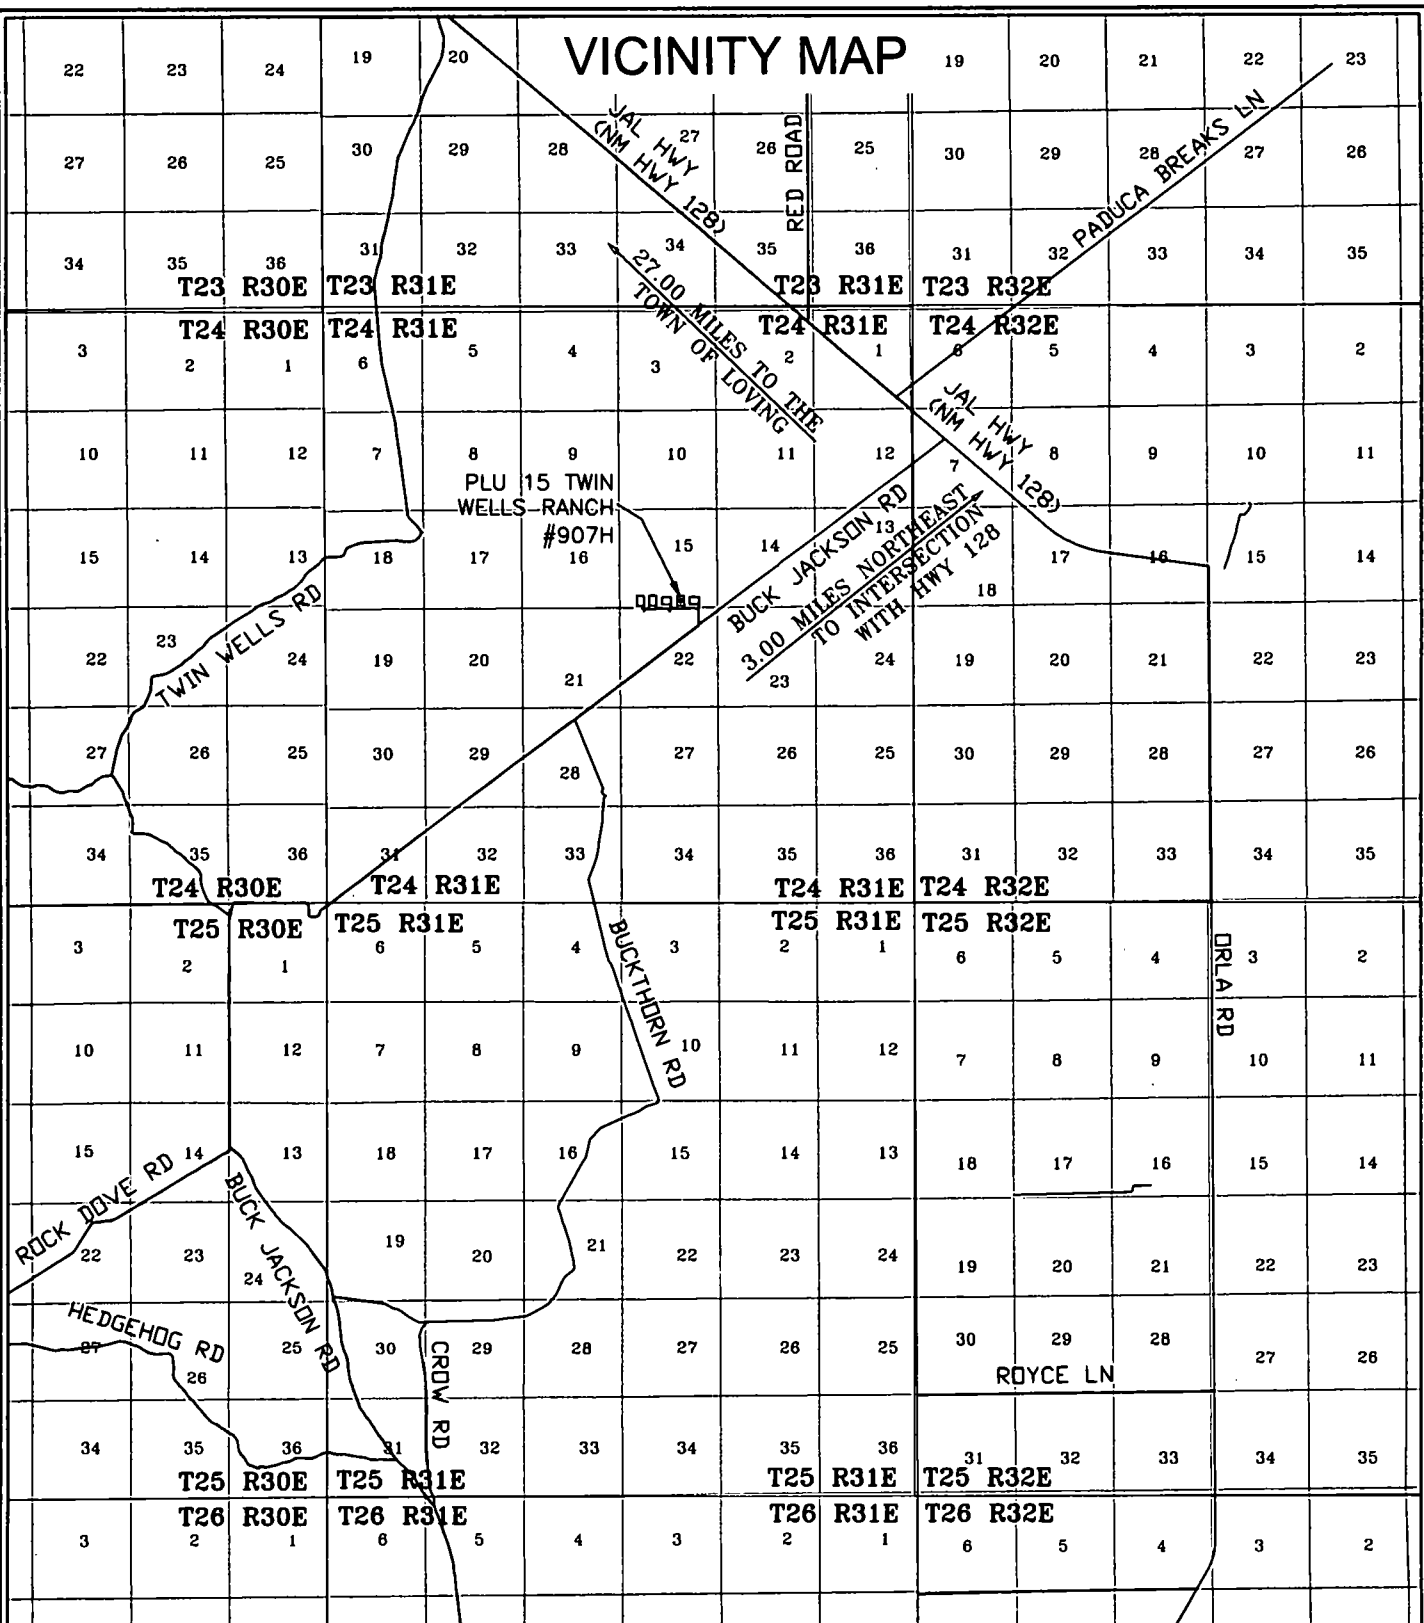 VICINITY MAP
22 23 24 19 20 19 20 21 22 23
JAL HWY
(NM HWY 128)
RED ROAD
PADUCA BREAKS LN
27 26 25 30 29 28 27 26 25 30 29 28 27 26
34 35 36 31 32 33 34 35 36 31 32 33 34 35
T23 R30E T23 R31E T23 R31E T23 R32E
27.00 MILES TO THE
TOWN OF LOVING
T24 R30E T24 R31E T24 R31E T24 R32E
3 2 1 6 5 4 3 2 1 6 5 4 3 2
JAL HWY
(NM HWY 128)
10 11 12 7 8 9 10 11 12 7 8 9 10 11
PLU 15 TWIN
WELLS RANCH
#907H
BUCK JACKSON RD
3.00 MILES NORTHEAST
TO INTERSECTION
WITH HWY 128
15 14 13 18 17 16 15 14 13 18 17 16 15 14
TWIN WELLS RD
22 23 24 19 20 21 22 23 24 19 20 21 22 23
27 26 25 30 29 28 27 26 25 30 29 28 27 26
34 35 36 31 32 33 34 35 36 31 32 33 34 35
T24 R30E T24 R31E T24 R31E T24 R32E
T25 R30E T25 R31E T25 R31E T25 R32E
3 2 1 6 5 4 3 2 1 6 5 4 3 2
BUCKTHORN RD
ORLA RD
10 11 12 7 8 9 10 11 12 7 8 9 10 11
15 14 13 18 17 16 15 14 13 18 17 16 15 14
ROCK DOVE RD
BUCK JACKSON RD
22 23 24 19 20 21 22 23 24 19 20 21 22 23
HEDGEHOG RD
27 26 25 30 29 28 27 26 25 30 29 28 27 26
CROW RD
ROYCE LN
34 35 36 31 32 33 34 35 36 31 32 33 34 35
T25 R30E T25 R31E T25 R31E T25 R32E
T26 R30E T26 R31E T26 R31E T26 R32E
3 2 1 6 5 4 3 2 1 6 5 4 3 2